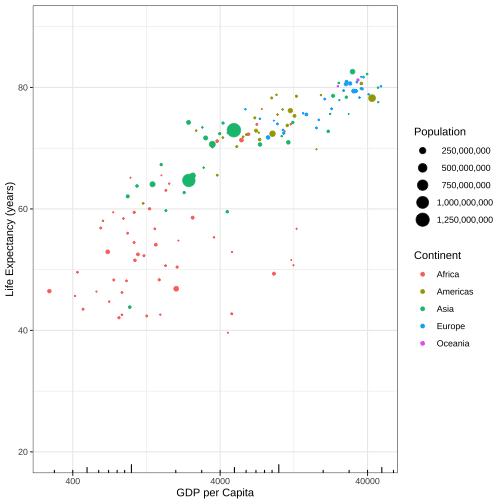 80
60
40
20
Life Expectancy (years)
400
4000
40000
GDP per Capita
Population
250,000,000
500,000,000
750,000,000
1,000,000,000
1,250,000,000
Continent
Africa
Americas
Asia
Europe
Oceania